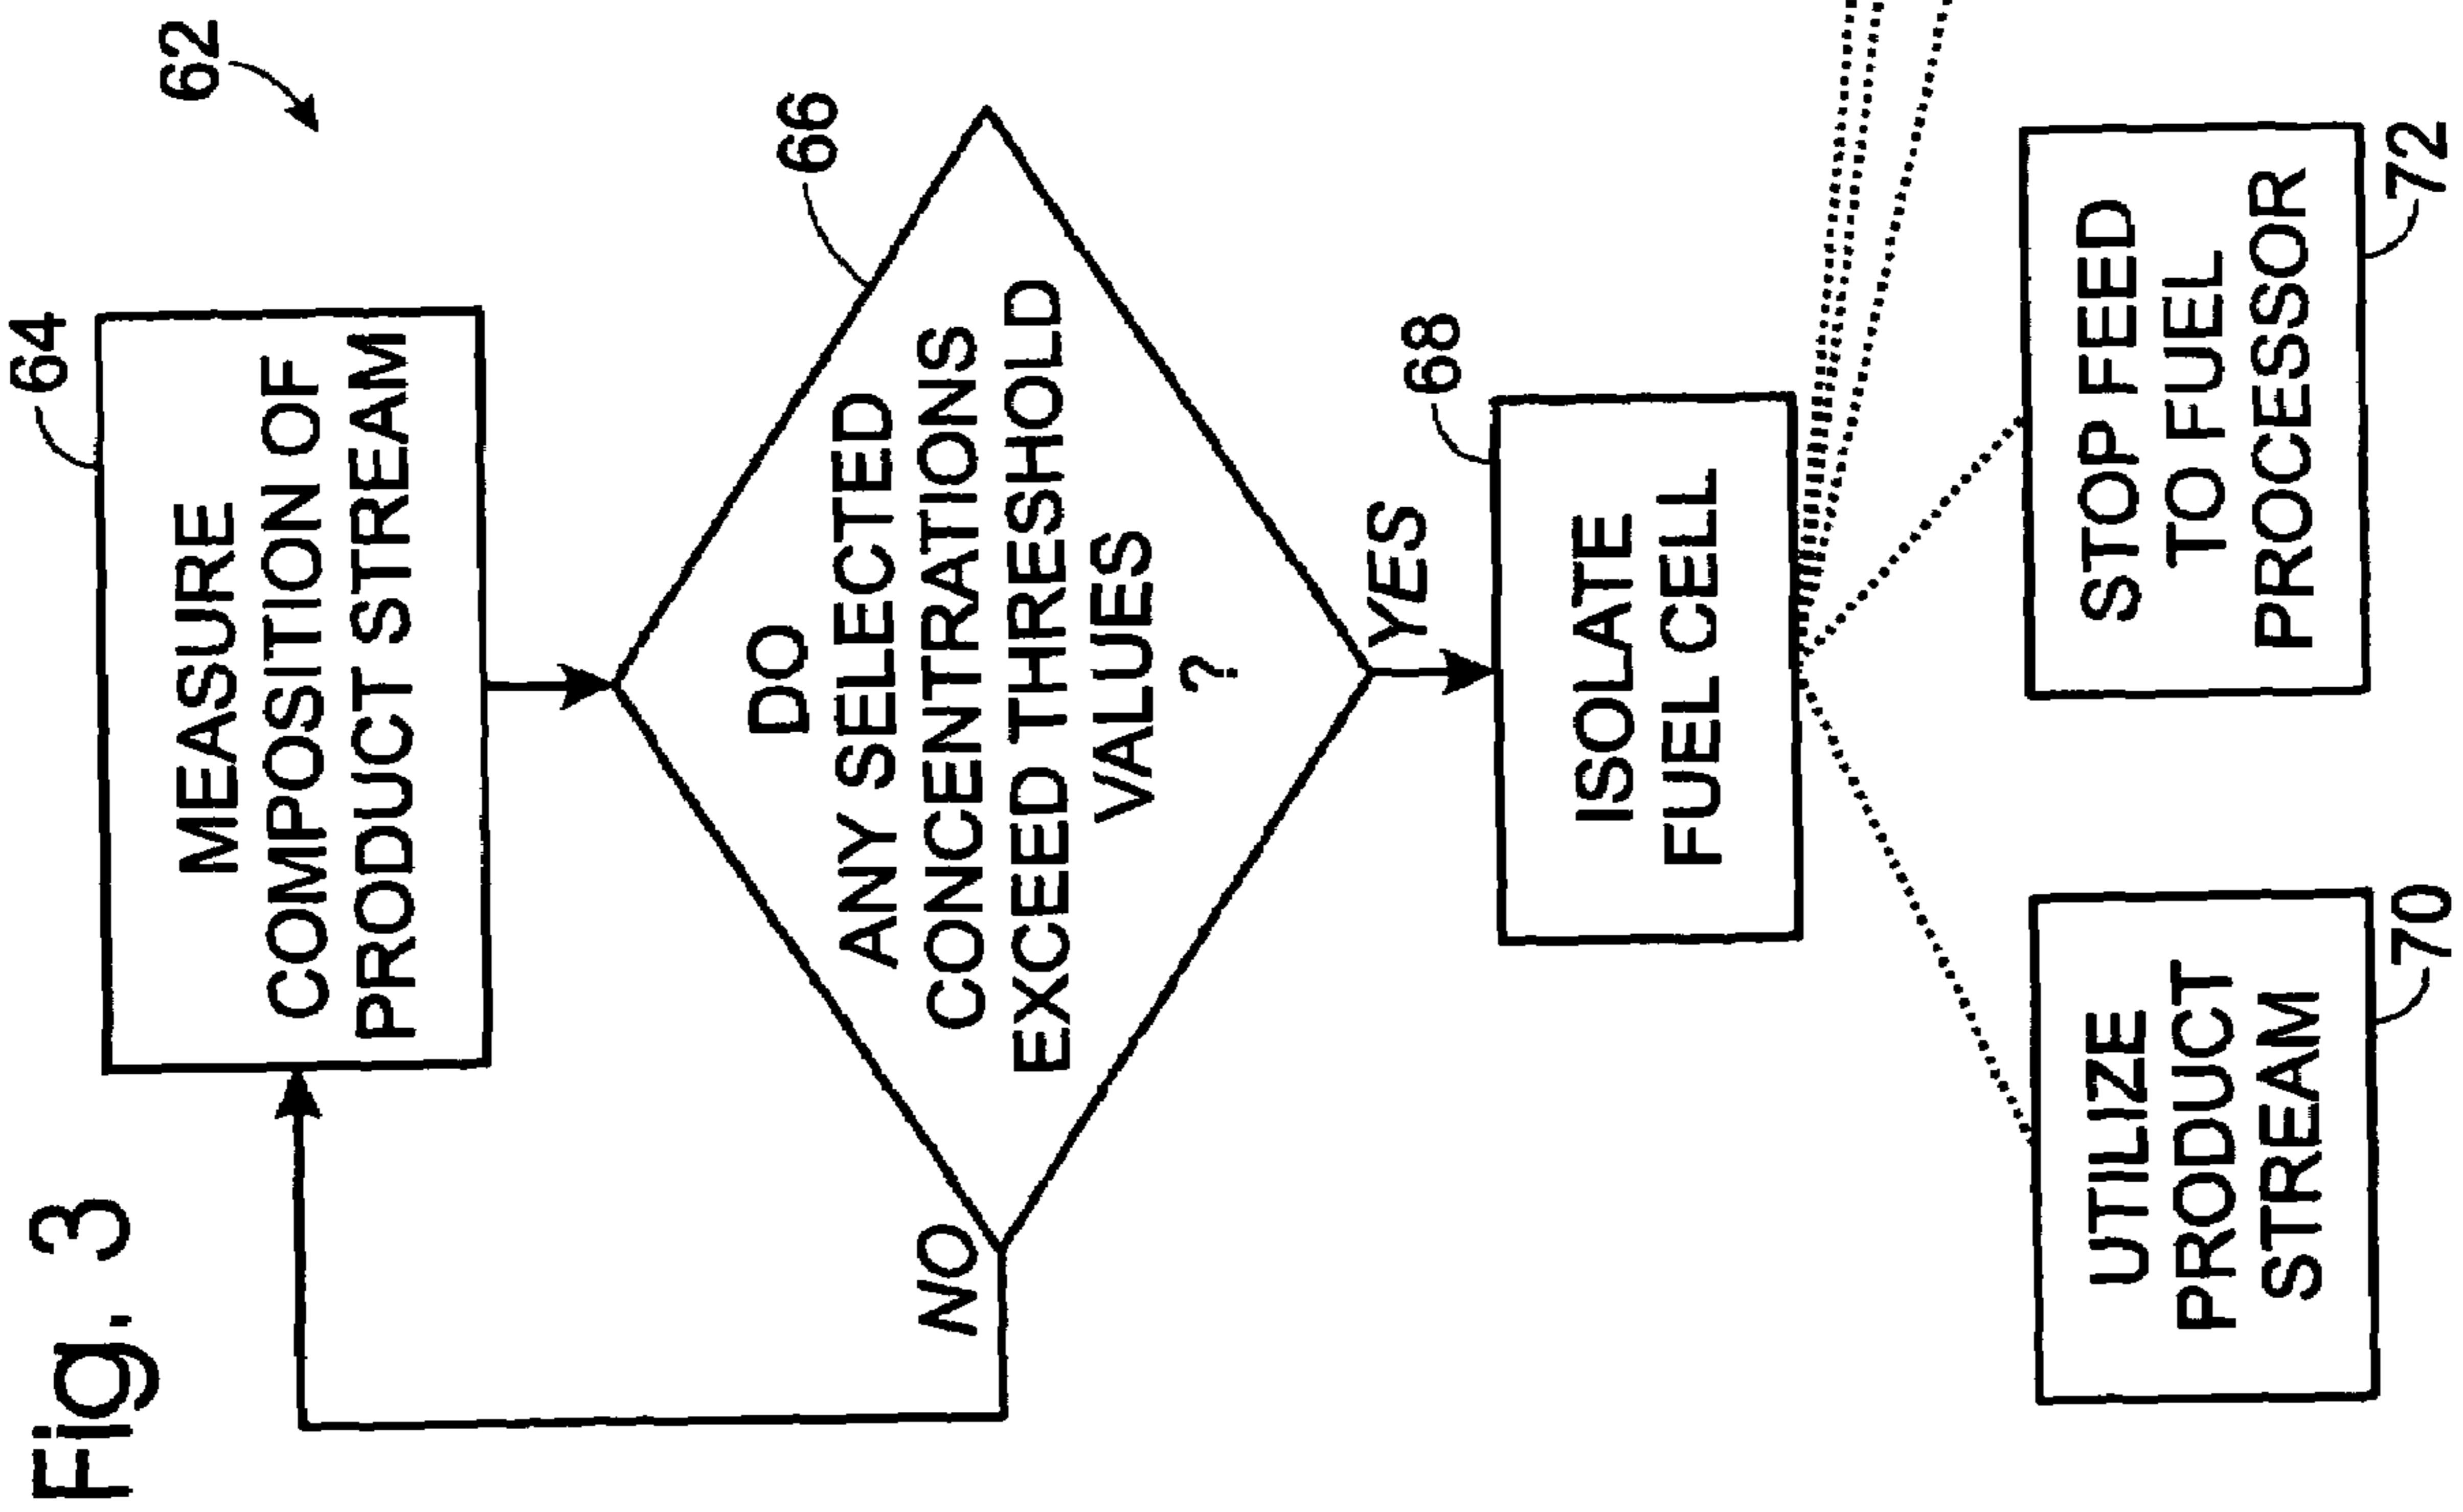 Fig. 3
62
64
MEASURE
COMPOSITION OF
PRODUCT STREAM
66
DO
ANY SELECTED
CONCENTRATIONS
EXCEED THRESHOLD
VALUES
?
NO
YES
68
ISOLATE
FUEL CELL
UTILIZE
PRODUCT
STREAM
70
STOP FEED
TO FUEL
PROCESSOR
72